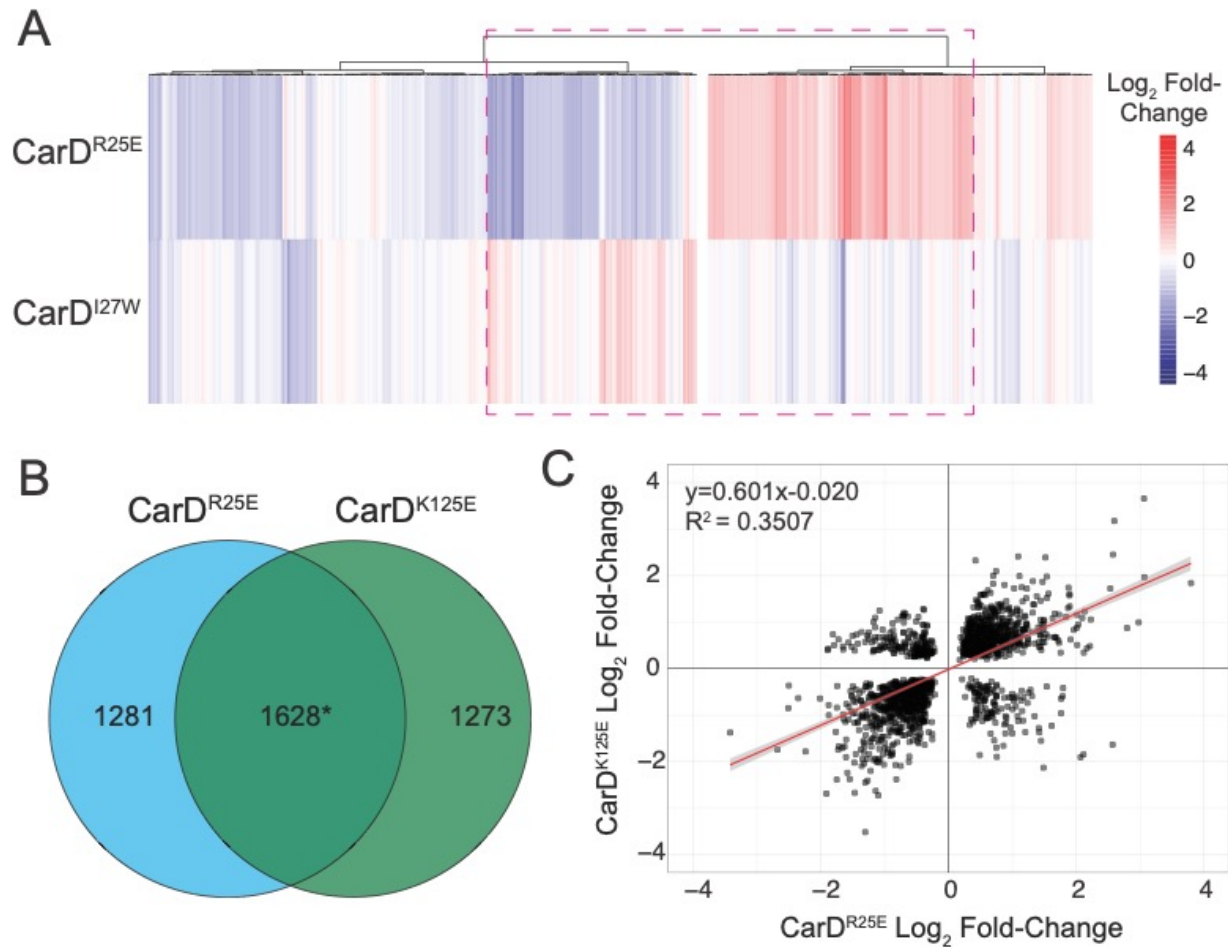 A
Log₂ Fold-
Change
CarD^R25E
CarD^I27W
4
2
0
−2
−4
B
CarD^R25E
CarD^K125E
1281
1628*
1273
C
y=0.601x-0.020
R² = 0.3507
CarD^K125E Log₂ Fold-Change
4
2
0
−2
−4
−4
−2
0
2
4
CarD^R25E Log₂ Fold-Change